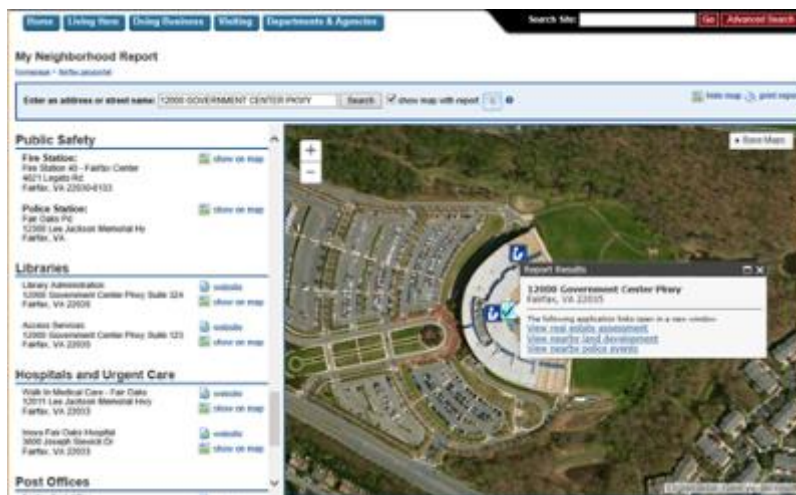 Home Living Here Doing Business Visiting Departments & Agencies
Search Site: Go Advanced Search
My Neighborhood Report
homepage >
Enter an address or street name: 12000 GOVERNMENT CENTER PKWY Search show map with report
hide map print report
Public Safety
Fire Station: show on map
Fire Station 40 - Fairfax Center
4621 Legato Rd
Fairfax, VA 22030-6103
Police Station: show on map
Fair Oaks Pd
12300 Lee Jackson Memorial Hy
Fairfax, VA
Libraries
Library Administration website
12000 Government Center Pkwy Suite 324 show on map
Fairfax, VA 22035
Access Services website
12000 Government Center Pkwy Suite 123 show on map
Fairfax, VA 22035
Hospitals and Urgent Care
Walk In Medical Care - Fair Oaks website
12011 Lee Jackson Memorial Hwy show on map
Fairfax, VA 22033
Inova Fair Oaks Hospital website
3600 Joseph Siewick Dr show on map
Fairfax, VA 22033
Post Offices
+
−
Base Maps
Report Results
12000 Government Center Pkwy
Fairfax, VA 22035
The following application links open in a new window
View real estate assessment
View nearby land development
View nearby police events